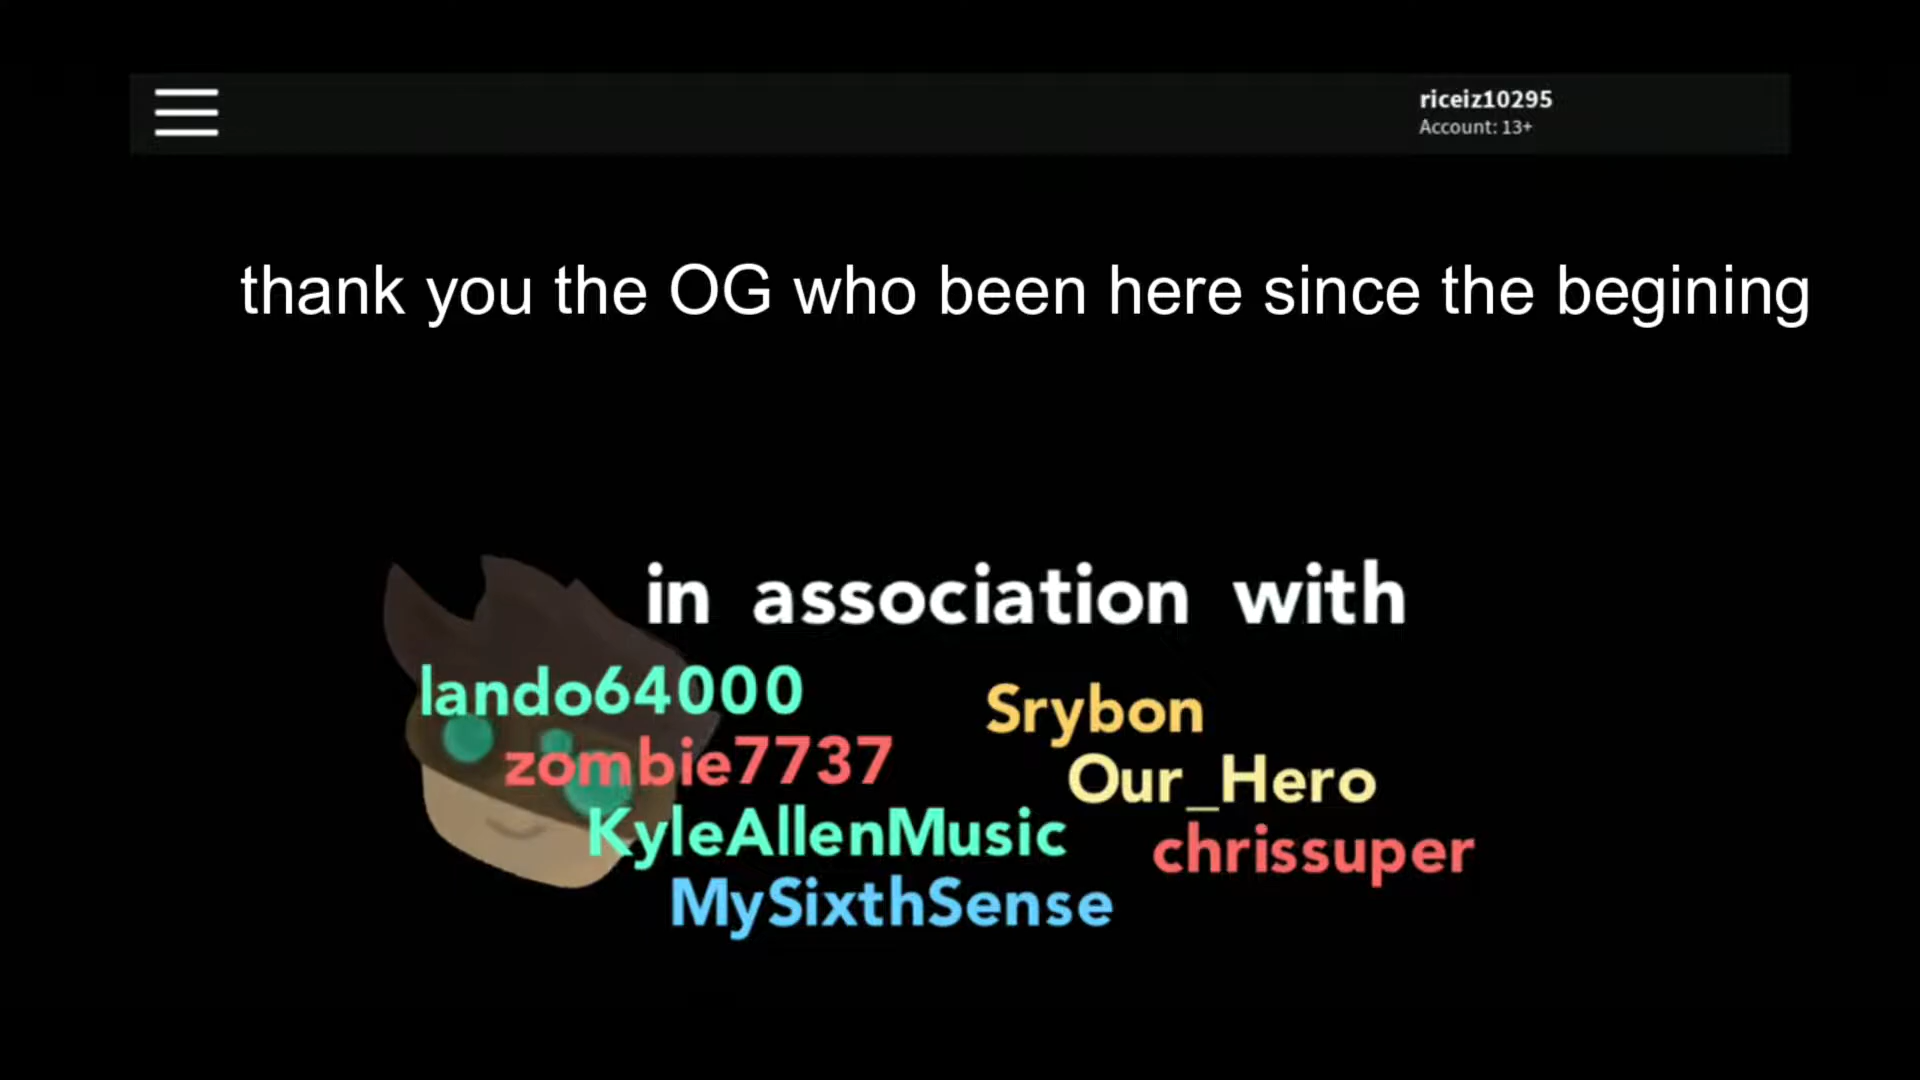 riceiz10295
Account: 13+
thank you the OG who been here since the begining
in association with
lando64000
zombie7737
KyleAllenMusic
MySixthSense
Srybon
Our_Hero
chrissuper